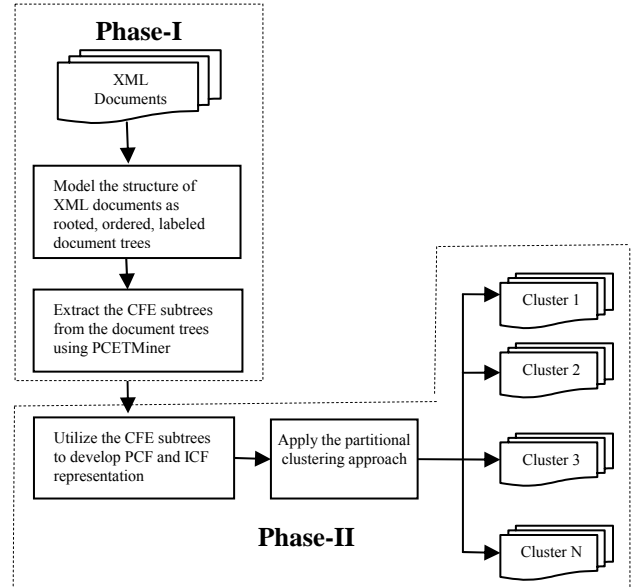 Phase-I
XML
Documents
Model the structure of
XML documents as
rooted, ordered, labeled
document trees
Extract the CFE subtrees
from the document trees
using PCETMiner
Utilize the CFE subtrees
to develop PCF and ICF
representation
Apply the partitional
clustering approach
Cluster 1
Cluster 2
Cluster 3
Cluster N
Phase-II